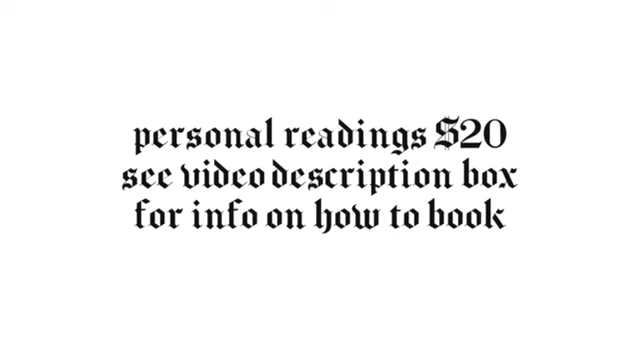 personal readings $20
see video description box
for info on how to book